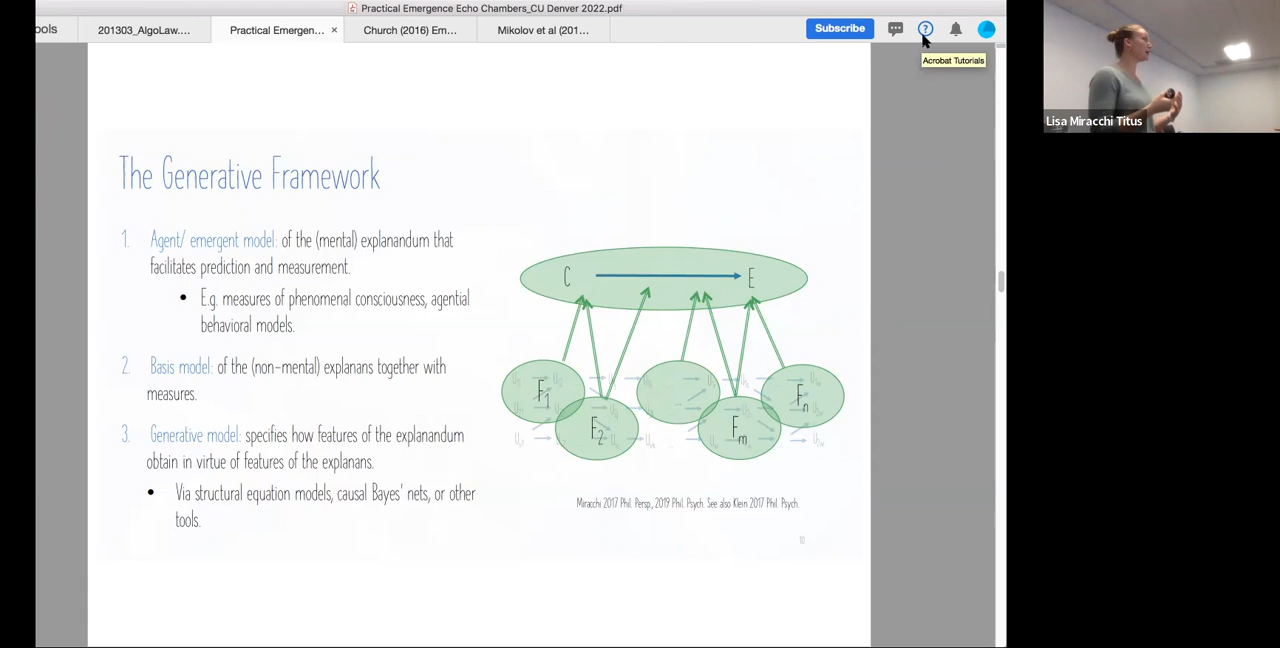 Practical Emergence Echo Chambers_CU Denver 2022.pdf
ools
201303_AlgoLaw....
Practical Emergen...
Church (2016) Em...
Mikolov et al (201...
Subscribe
Acrobat Tutorials
Lisa Miracchi Titus
The Generative Framework
1. Agent/ emergent model: of the (mental) explanandum that
facilitates prediction and measurement.
• E.g. measures of phenomenal consciousness, agential
behavioral models.
2. Basis model: of the (non-mental) explanans together with
measures.
3. Generative model: specifies how features of the explanandum
obtain in virtue of features of the explanans.
• Via structural equation models, causal Bayes' nets, or other
tools.
C E
F1
F2
Fm
Fn
Miracchi 2017 Phil. Persp., 2019 Phil. Psych. See also Klein 2017 Phil. Psych.
10